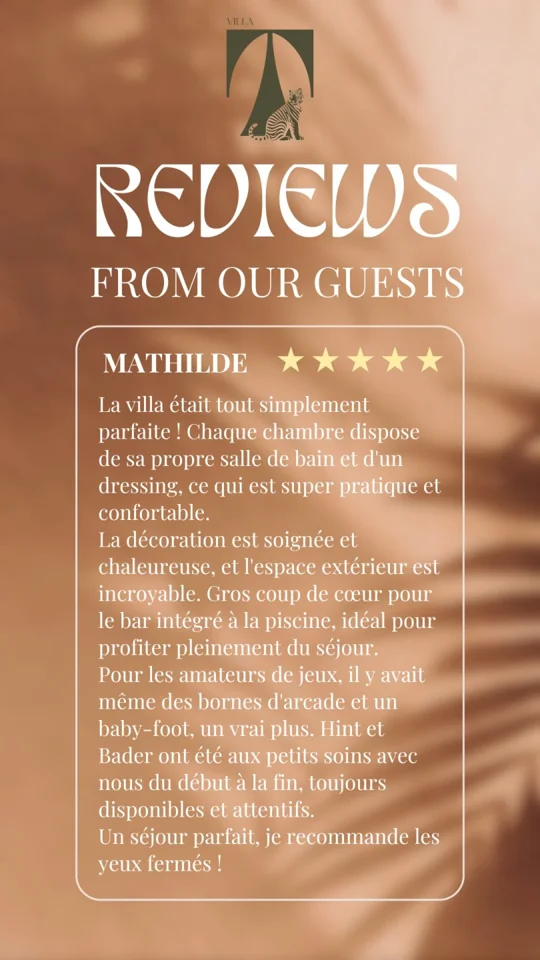 VILLA
REVIEWS
FROM OUR GUESTS
MATHILDE
La villa était tout simplement
parfaite ! Chaque chambre dispose
de sa propre salle de bain et d'un
dressing, ce qui est super pratique et
confortable.
La décoration est soignée et
chaleureuse, et l'espace extérieur est
incroyable. Gros coup de cœur pour
le bar intégré à la piscine, idéal pour
profiter pleinement du séjour.
Pour les amateurs de jeux, il y avait
même des bornes d'arcade et un
baby-foot, un vrai plus. Hint et
Bader ont été aux petits soins avec
nous du début à la fin, toujours
disponibles et attentifs.
Un séjour parfait, je recommande les
yeux fermés !